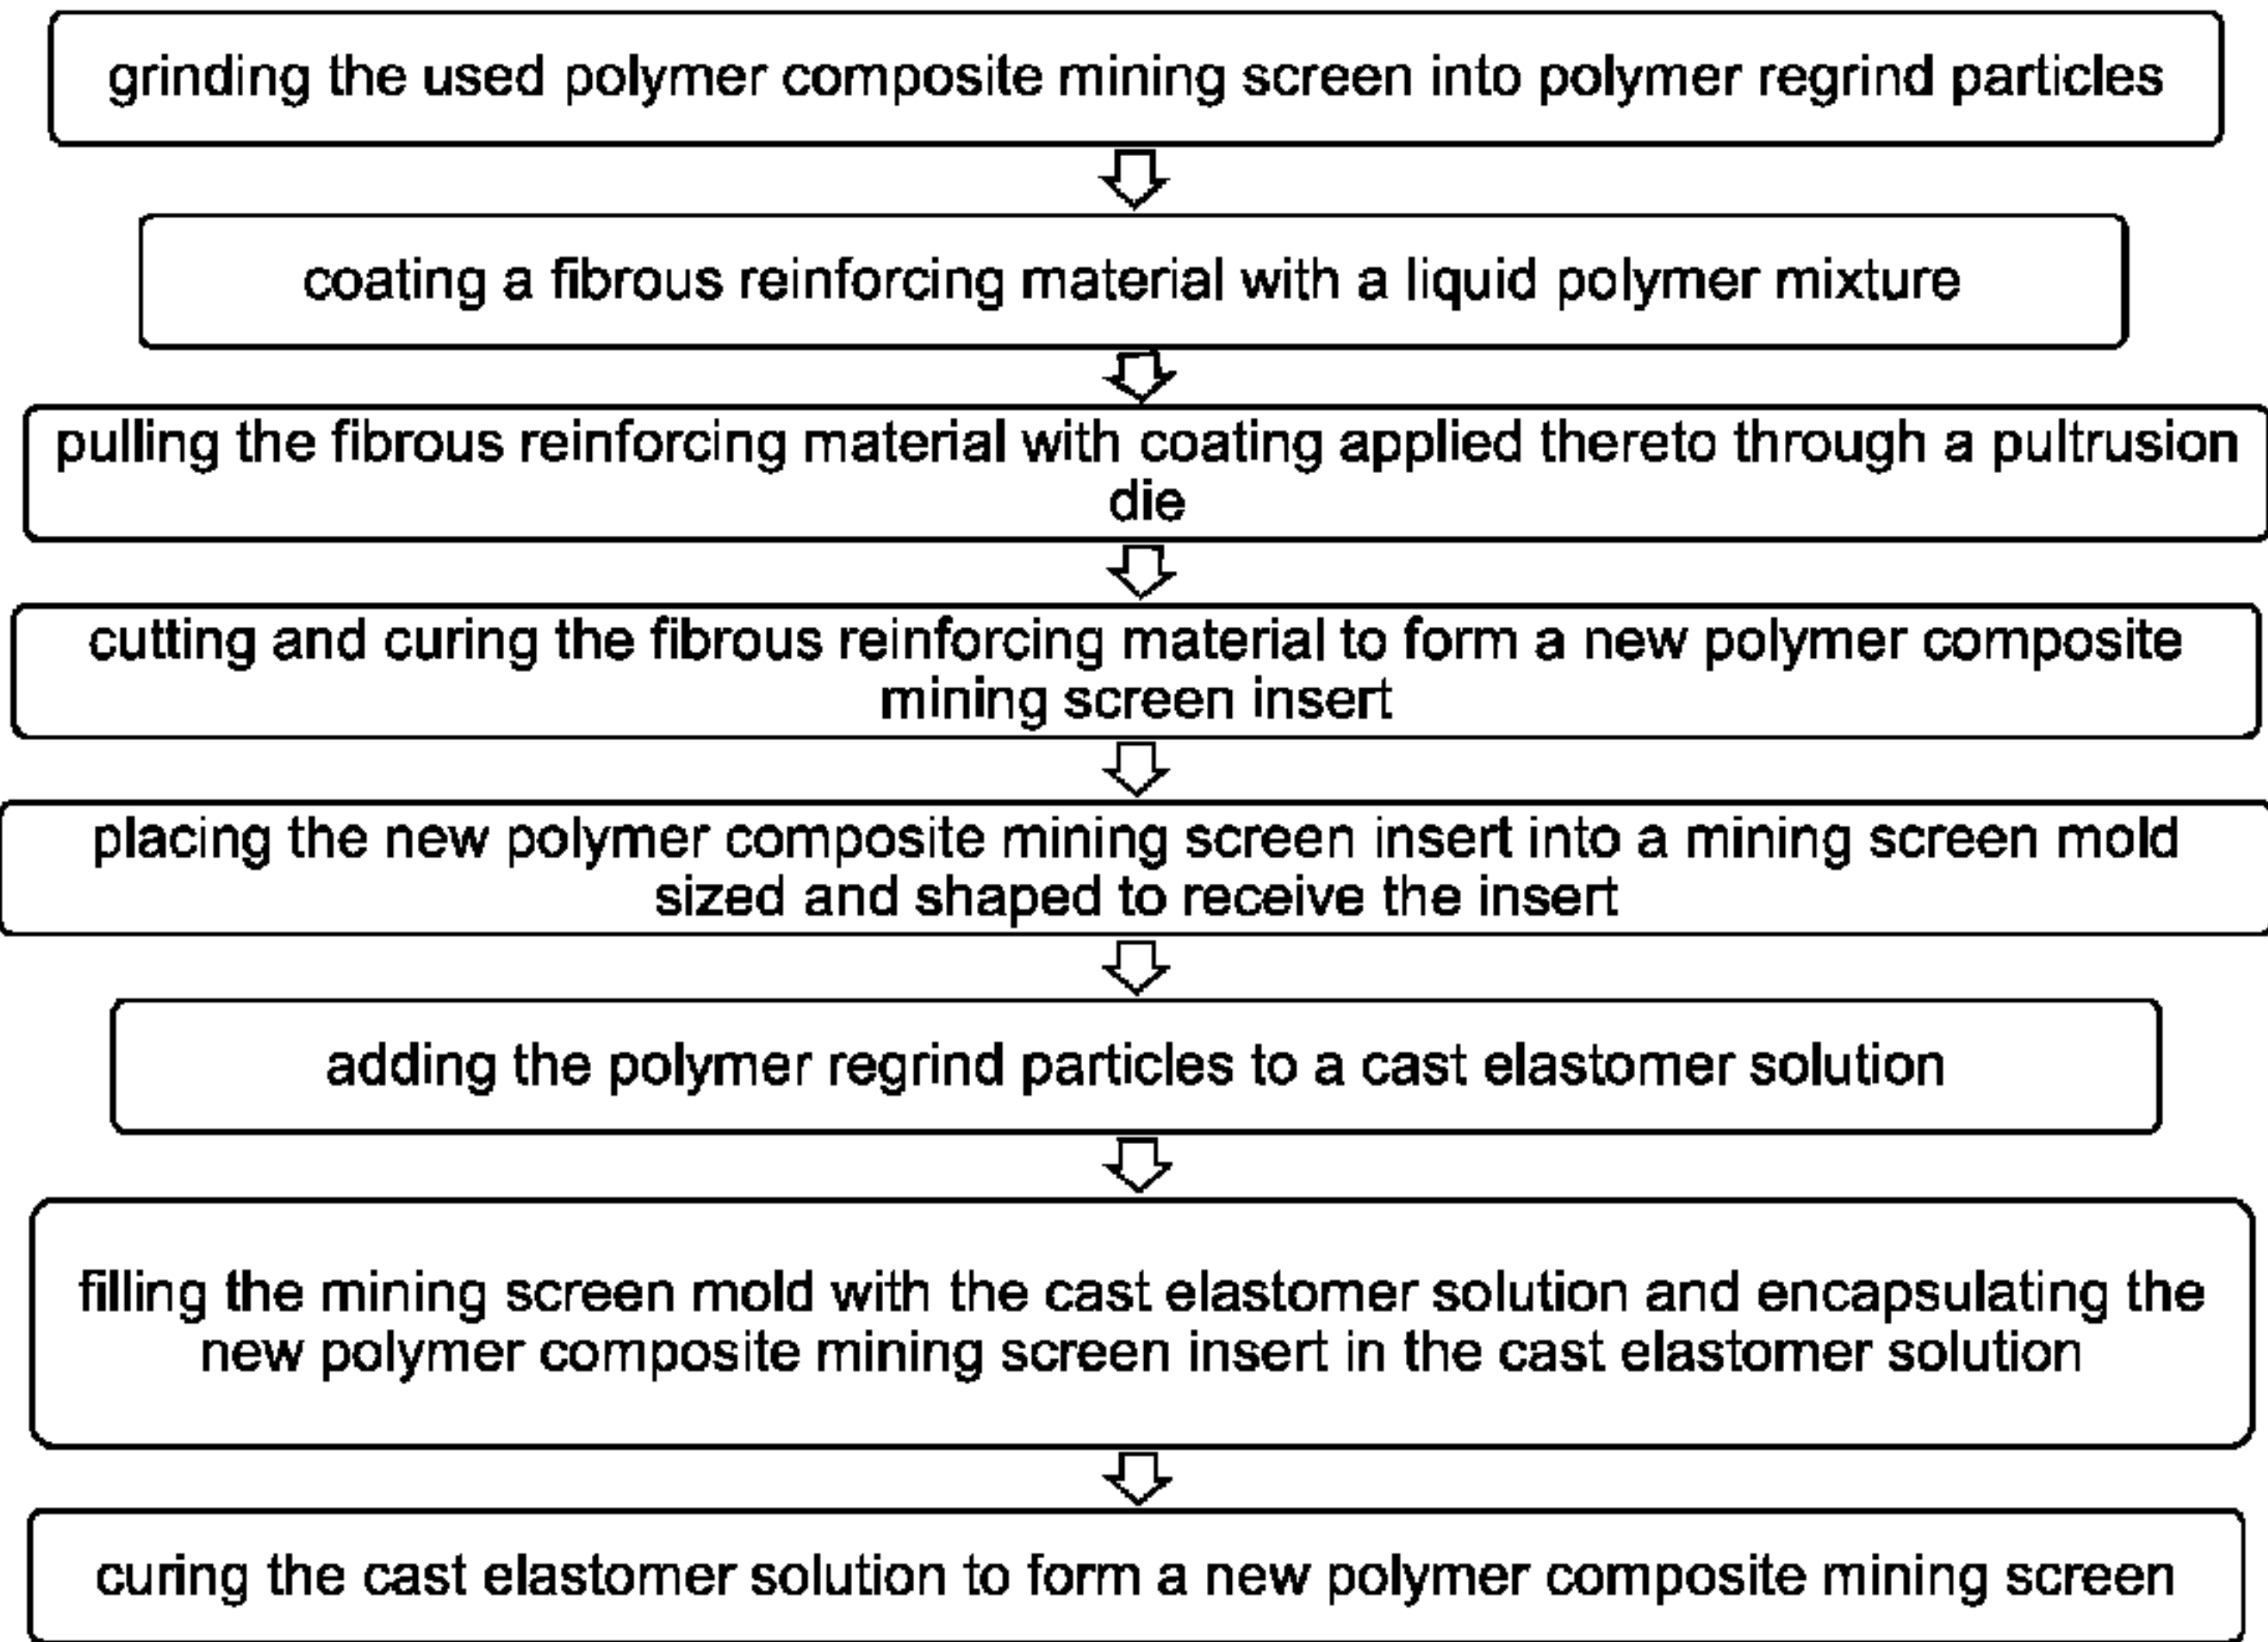 grinding the used polymer composite mining screen into polymer regrind particles
coating a fibrous reinforcing material with a liquid polymer mixture
pulling the fibrous reinforcing material with coating applied thereto through a pultrusion
die
cutting and curing the fibrous reinforcing material to form a new polymer composite
mining screen insert
placing the new polymer composite mining screen insert into a mining screen mold
sized and shaped to receive the insert
adding the polymer regrind particles to a cast elastomer solution
filling the mining screen mold with the cast elastomer solution and encapsulating the
new polymer composite mining screen insert in the cast elastomer solution
curing the cast elastomer solution to form a new polymer composite mining screen